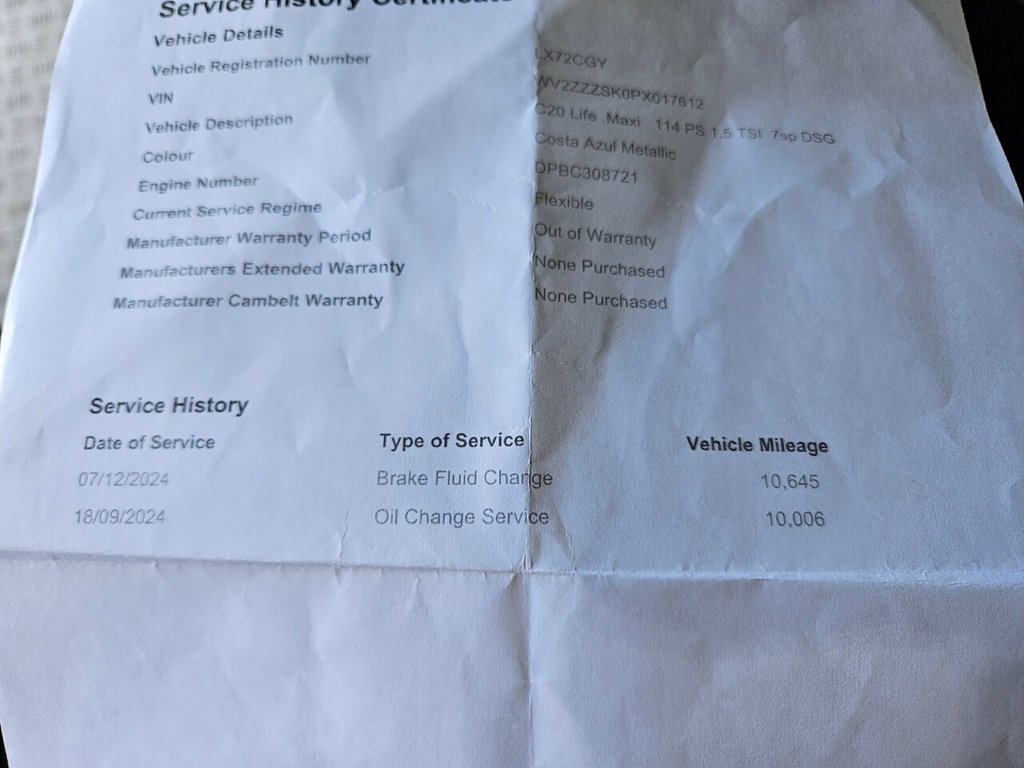 Service History Certificate
Vehicle Details
Vehicle Registration Number LX72CGY
VIN WV2ZZZSK0PX017612
Vehicle Description C20 Life Maxi 114 PS 1.5 TSI 7sp DSG
Colour Costa Azul Metallic
Engine Number DPBC308721
Current Service Regime Flexible
Manufacturer Warranty Period Out of Warranty
Manufacturers Extended Warranty None Purchased
Manufacturer Cambelt Warranty None Purchased
Service History
Date of Service Type of Service Vehicle Mileage
07/12/2024 Brake Fluid Change 10,645
18/09/2024 Oil Change Service 10,006